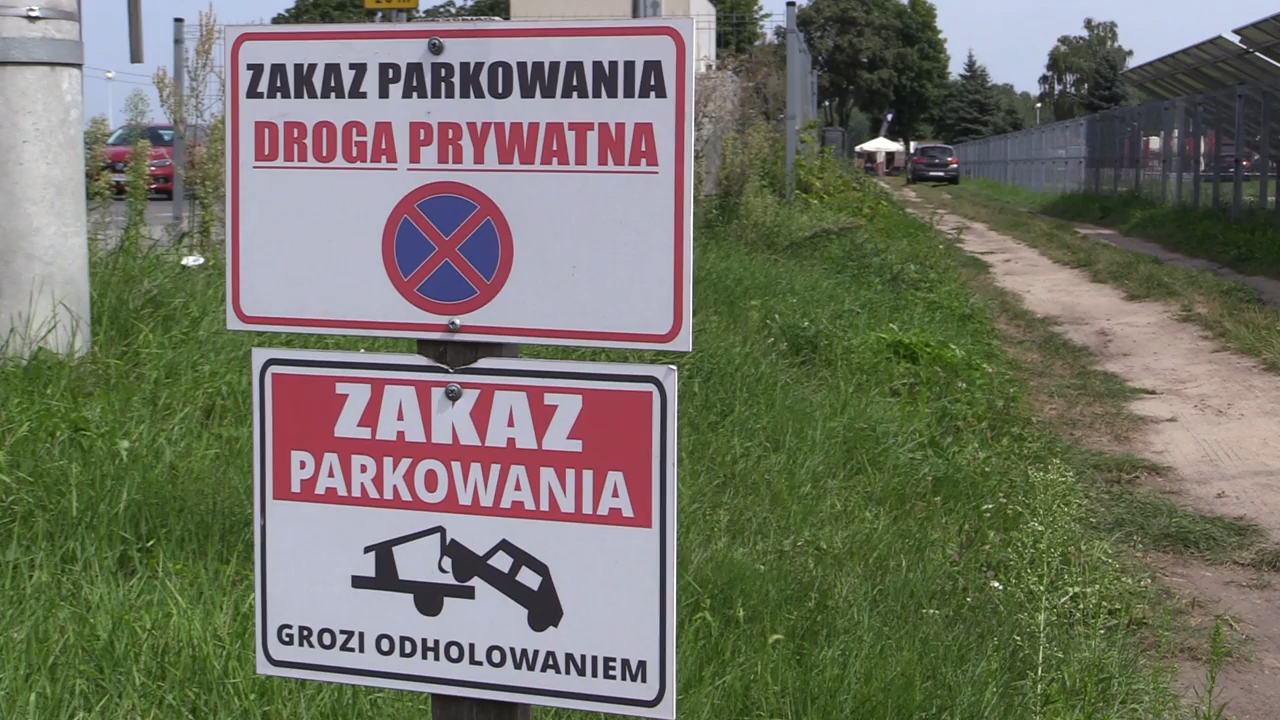 ZAKAZ PARKOWANIA
DROGA PRYWATNA
ZAKAZ
PARKOWANIA
GROZI ODHOLOWANIEM